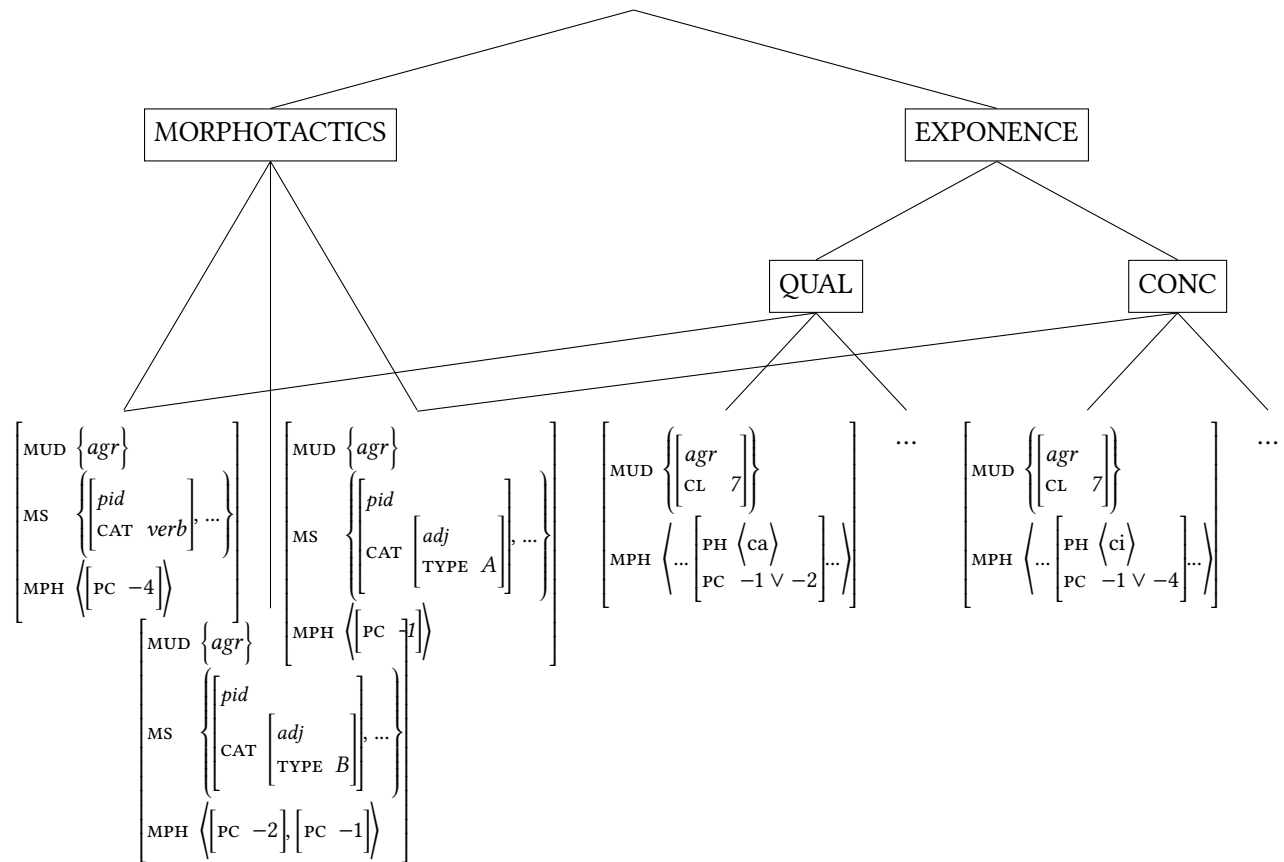 MORPHOTACTICS
EXPONENCE
QUAL
CONC
MUD {agr}
MS {[pid
CAT verb], ...}
MPH ⟨[PC −4]⟩
MUD {agr}
MS {[pid
CAT [adj
TYPE A]], ...}
MPH ⟨[PC -1]⟩
MUD {[agr
CL 7]}
MPH ⟨... [PH ⟨ca⟩
PC −1 ∨ −2]...⟩
...
MUD {[agr
CL 7]}
MPH ⟨... [PH ⟨ci⟩
PC −1 ∨ −4]...⟩
...
MUD {agr}
MS {[pid
CAT [adj
TYPE B]], ...}
MPH ⟨[PC −2], [PC −1]⟩